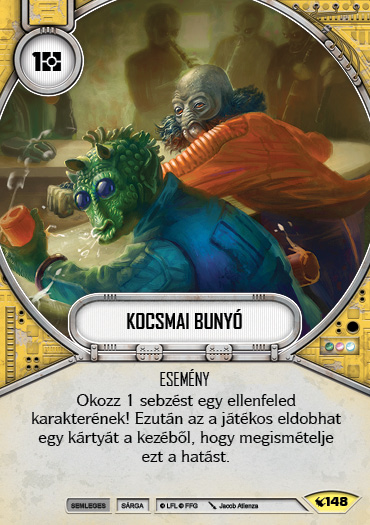 1
KOCSMAI BUNYÓ
ESEMÉNY
Okozz 1 sebzést egy ellenfeled
karakterének! Ezután az a játékos eldobhat
egy kártyát a kezéből, hogy megismételje
ezt a hatást.
148
SEMLEGES SÁRGA © LFL © FFG Jacob Atienza